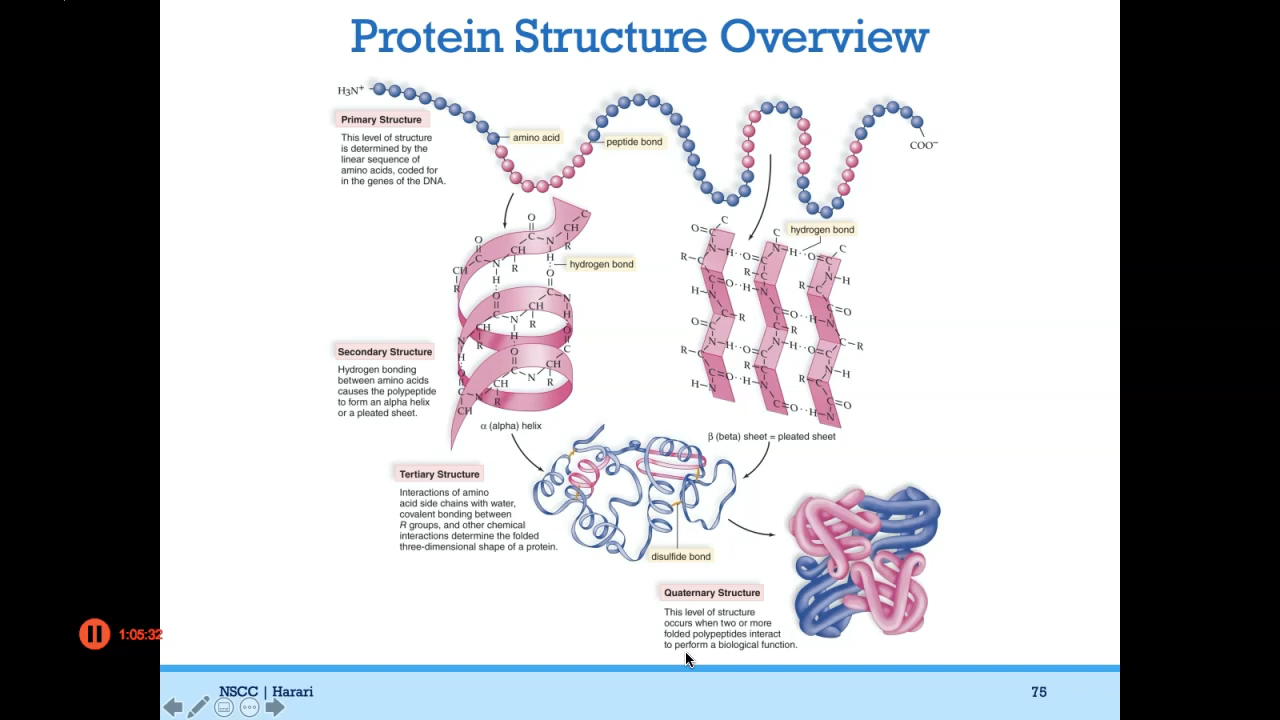 Protein Structure Overview
H₃N⁺
Primary Structure
This level of structure
is determined by the
linear sequence of
amino acids, coded for
in the genes of the DNA.
amino acid
peptide bond
COO⁻
hydrogen bond
hydrogen bond
Secondary Structure
Hydrogen bonding
between amino acids
causes the polypeptide
to form an alpha helix
or a pleated sheet.
α (alpha) helix
β (beta) sheet = pleated sheet
Tertiary Structure
Interactions of amino
acid side chains with water,
covalent bonding between
R groups, and other chemical
interactions determine the folded
three-dimensional shape of a protein.
disulfide bond
Quaternary Structure
This level of structure
occurs when two or more
folded polypeptides interact
to perform a biological function.
1:05:32
NSCC | Harari
75